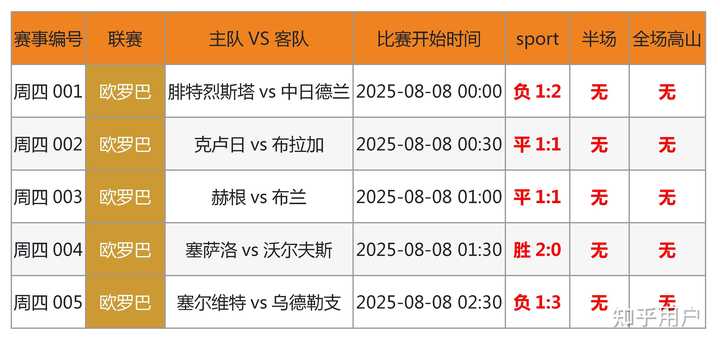 赛事编号 联赛 主队 VS 客队 比赛开始时间 sport 半场 全场高山
周四 001 欧罗巴 腓特烈斯塔 vs 中日德兰 2025-08-08 00:00 负 1:2 无 无
周四 002 欧罗巴 克卢日 vs 布拉加 2025-08-08 00:30 平 1:1 无 无
周四 003 欧罗巴 赫根 vs 布兰 2025-08-08 01:00 平 1:1 无 无
周四 004 欧罗巴 塞萨洛 vs 沃尔夫斯 2025-08-08 01:30 胜 2:0 无 无
周四 005 欧罗巴 塞尔维特 vs 乌德勒支 2025-08-08 02:30 负 1:3 无 无
知乎用户